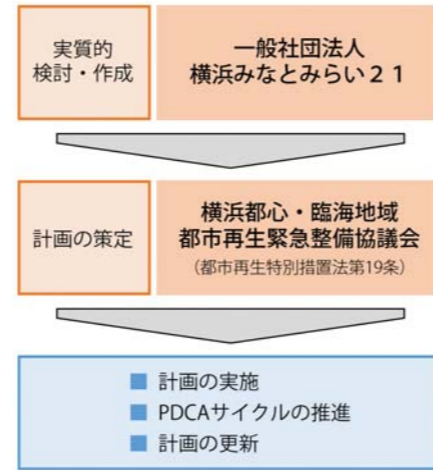 実質的
検討・作成
一般社団法人
横浜みなとみらい２１
計画の策定
横浜都心・臨海地域
都市再生緊急整備協議会
（都市再生特別措置法第19条）
■ 計画の実施
■ PDCAサイクルの推進
■ 計画の更新